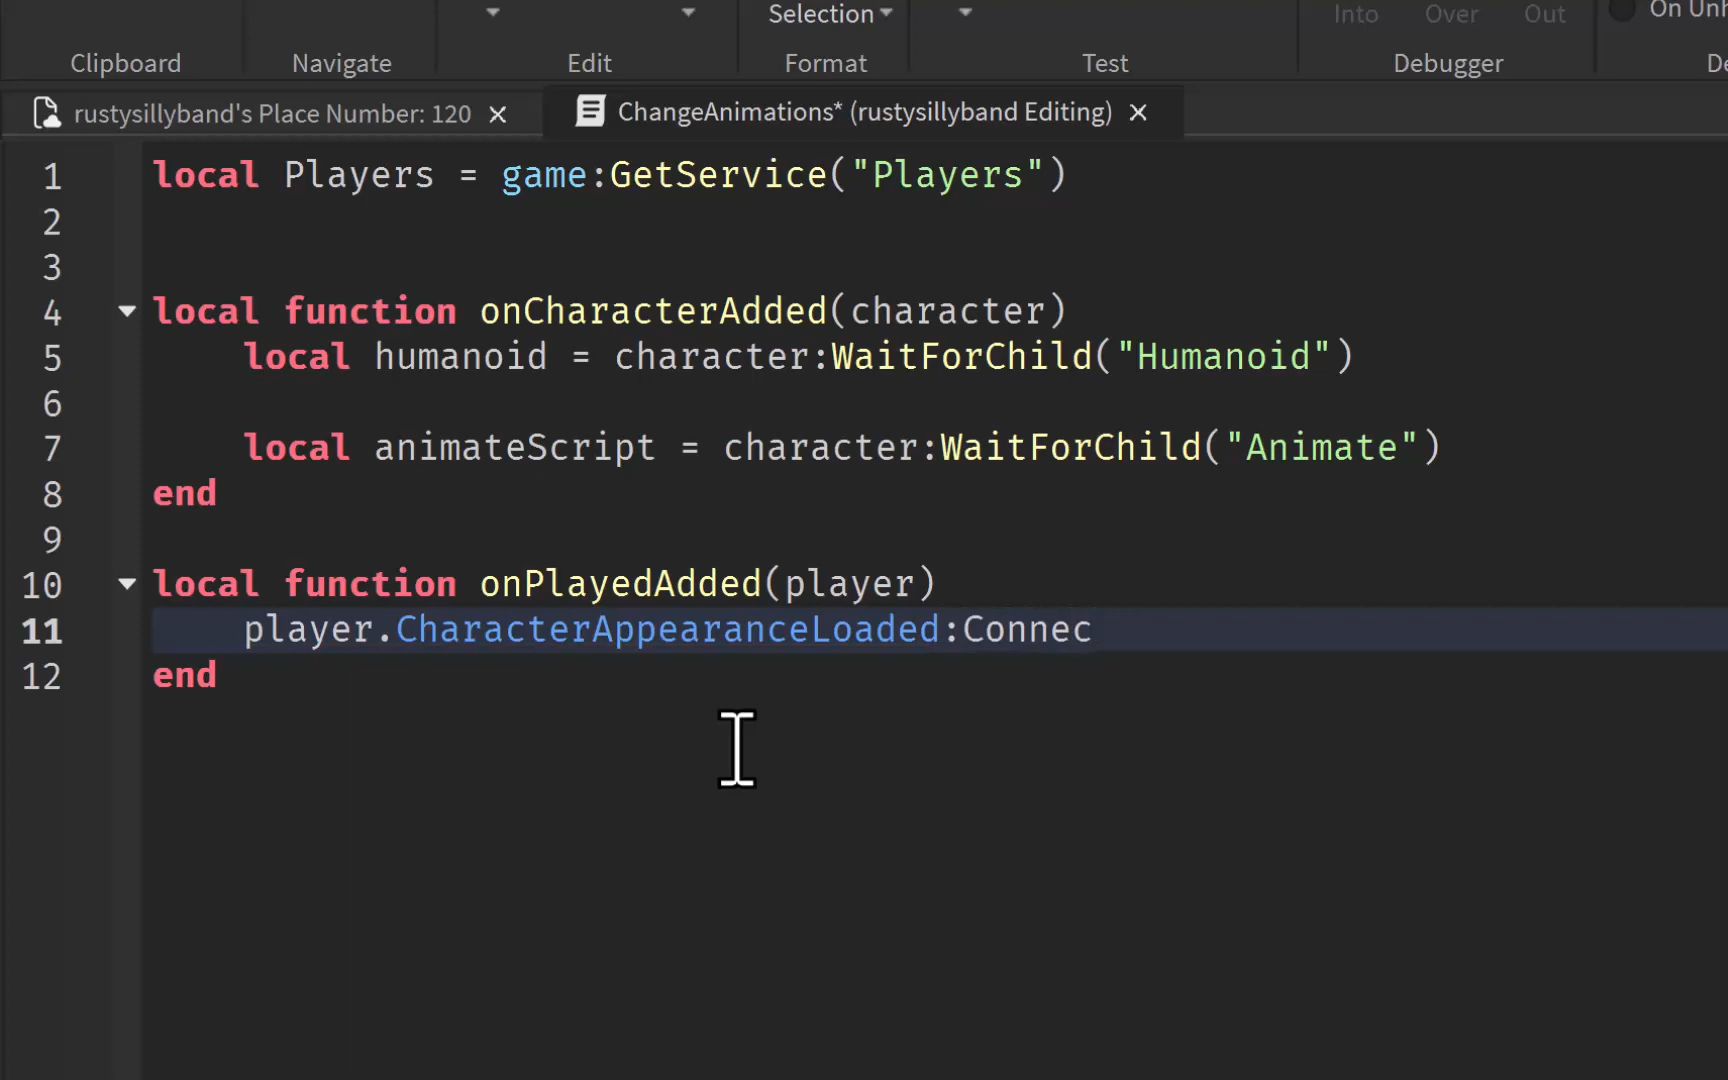 Selection
Into Over Out
On Unh
Clipboard Navigate Edit Format Test Debugger
rustysillyband's Place Number: 120
ChangeAnimations* (rustysillyband Editing)
1 local Players = game:GetService("Players")
2
3
4 local function onCharacterAdded(character)
5 local humanoid = character:WaitForChild("Humanoid")
6
7 local animateScript = character:WaitForChild("Animate")
8 end
9
10 local function onPlayedAdded(player)
11 player.CharacterAppearanceLoaded:Connec
12 end